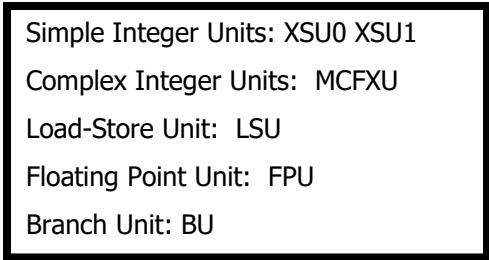 Simple Integer Units: XSU0 XSU1
Complex Integer Units: MCFXU
Load-Store Unit: LSU
Floating Point Unit: FPU
Branch Unit: BU